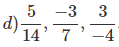 d) 5/14, -3/7, 3/-4